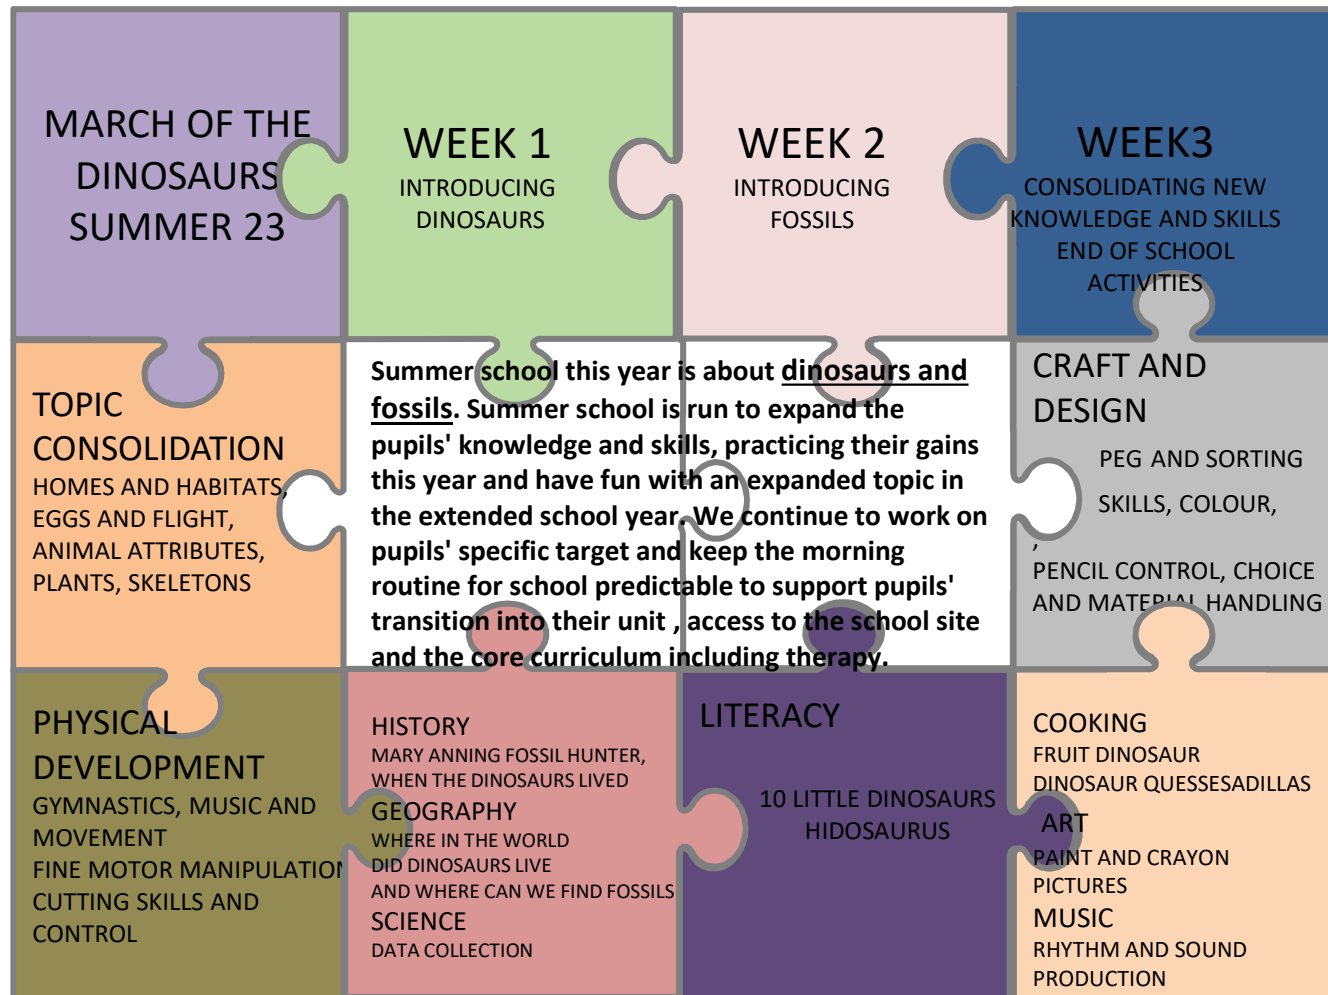 MARCH OF THE
DINOSAURS
SUMMER 23
WEEK 1
INTRODUCING
DINOSAURS
WEEK 2
INTRODUCING
FOSSILS
WEEK3
CONSOLIDATING NEW
KNOWLEDGE AND SKILLS
END OF SCHOOL
ACTIVITIES
TOPIC
CONSOLIDATION
HOMES AND HABITATS,
EGGS AND FLIGHT,
ANIMAL ATTRIBUTES,
PLANTS, SKELETONS
Summer school this year is about dinosaurs and
fossils. Summer school is run to expand the
pupils' knowledge and skills, practicing their gains
this year and have fun with an expanded topic in
the extended school year. We continue to work on
pupils' specific target and keep the morning
routine for school predictable to support pupils'
transition into their unit , access to the school site
and the core curriculum including therapy.
CRAFT AND
DESIGN
PEG AND SORTING
SKILLS, COLOUR,
,
PENCIL CONTROL, CHOICE
AND MATERIAL HANDLING
PHYSICAL
DEVELOPMENT
GYMNASTICS, MUSIC AND
MOVEMENT
FINE MOTOR MANIPULATION
CUTTING SKILLS AND
CONTROL
HISTORY
MARY ANNING FOSSIL HUNTER,
WHEN THE DINOSAURS LIVED
GEOGRAPHY
WHERE IN THE WORLD
DID DINOSAURS LIVE
AND WHERE CAN WE FIND FOSSILS
SCIENCE
DATA COLLECTION
LITERACY
10 LITTLE DINOSAURS
HIDOSAURUS
COOKING
FRUIT DINOSAUR
DINOSAUR QUESSESADILLAS
ART
PAINT AND CRAYON
PICTURES
MUSIC
RHYTHM AND SOUND
PRODUCTION